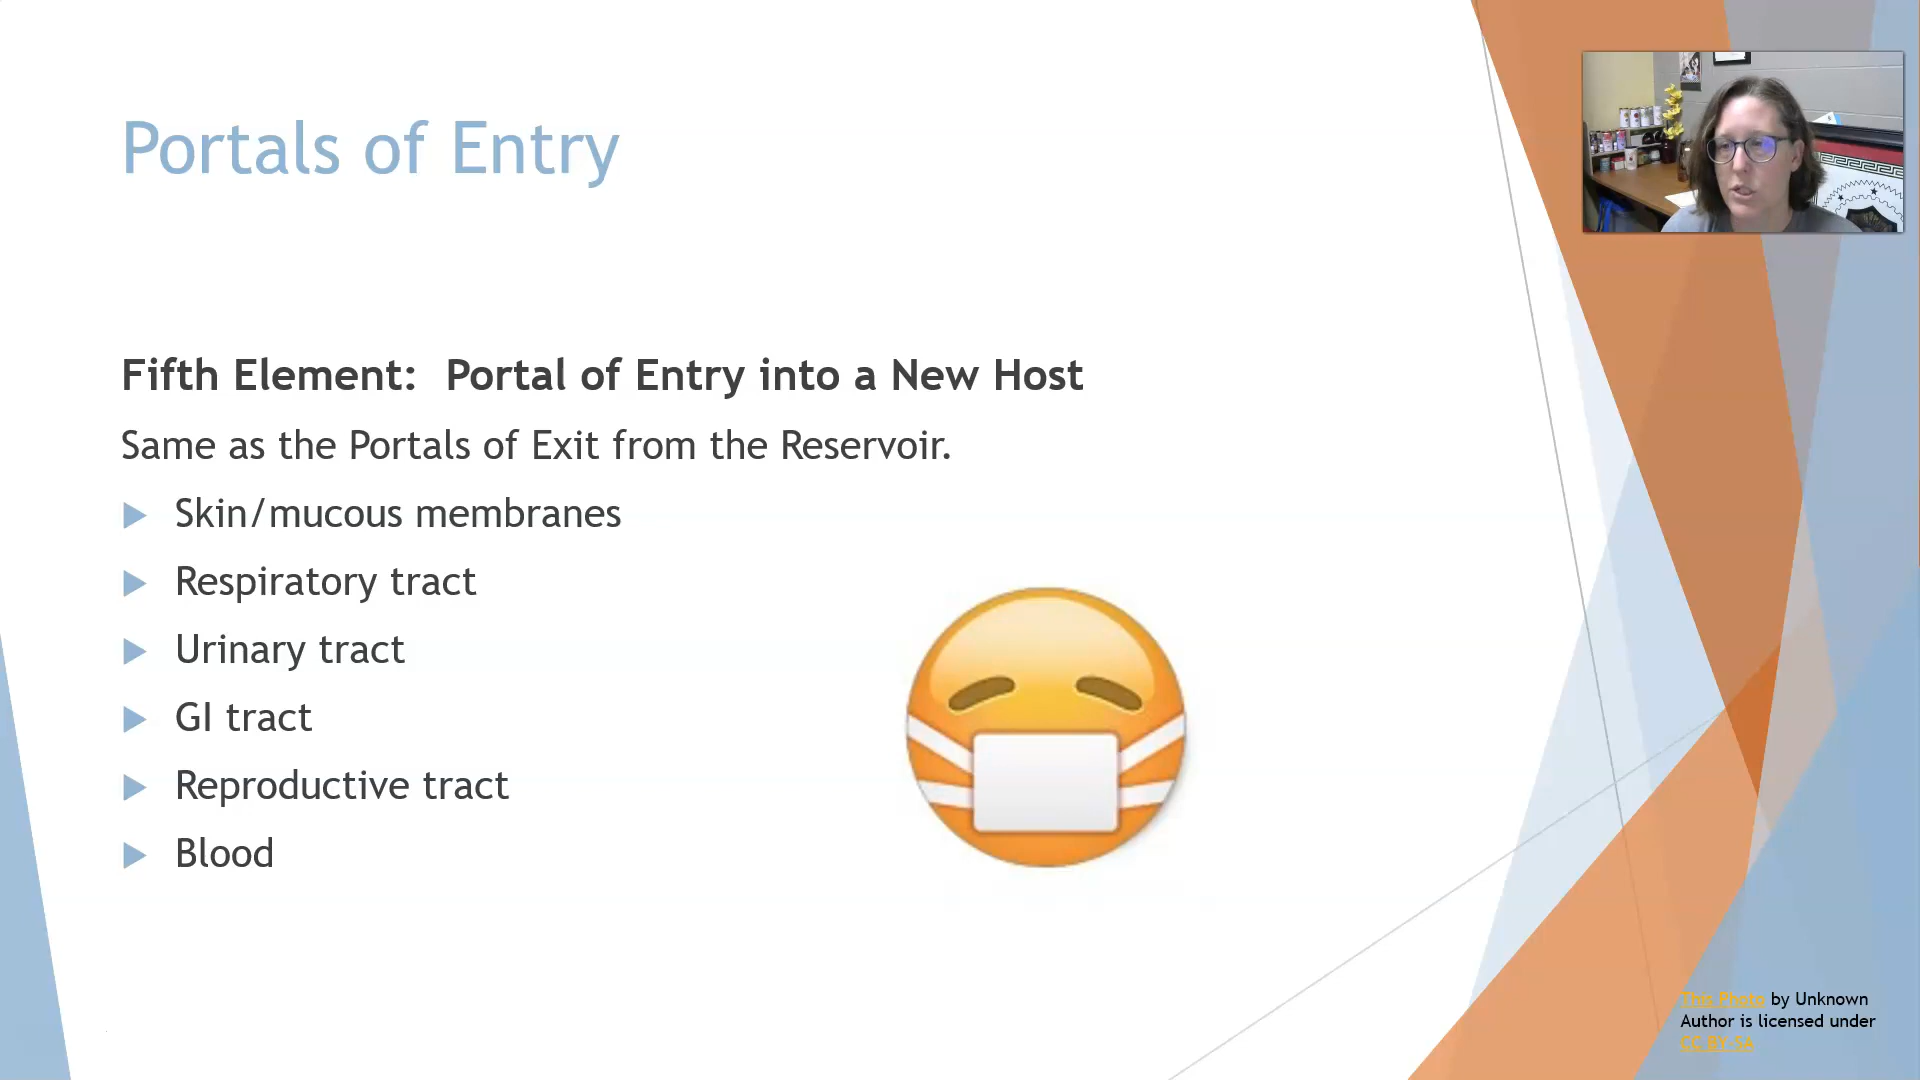 Portals of Entry
Fifth Element: Portal of Entry into a New Host
Same as the Portals of Exit from the Reservoir.
Skin/mucous membranes
Respiratory tract
Urinary tract
GI tract
Reproductive tract
Blood
This Photo by Unknown
Author is licensed under
CC BY-SA